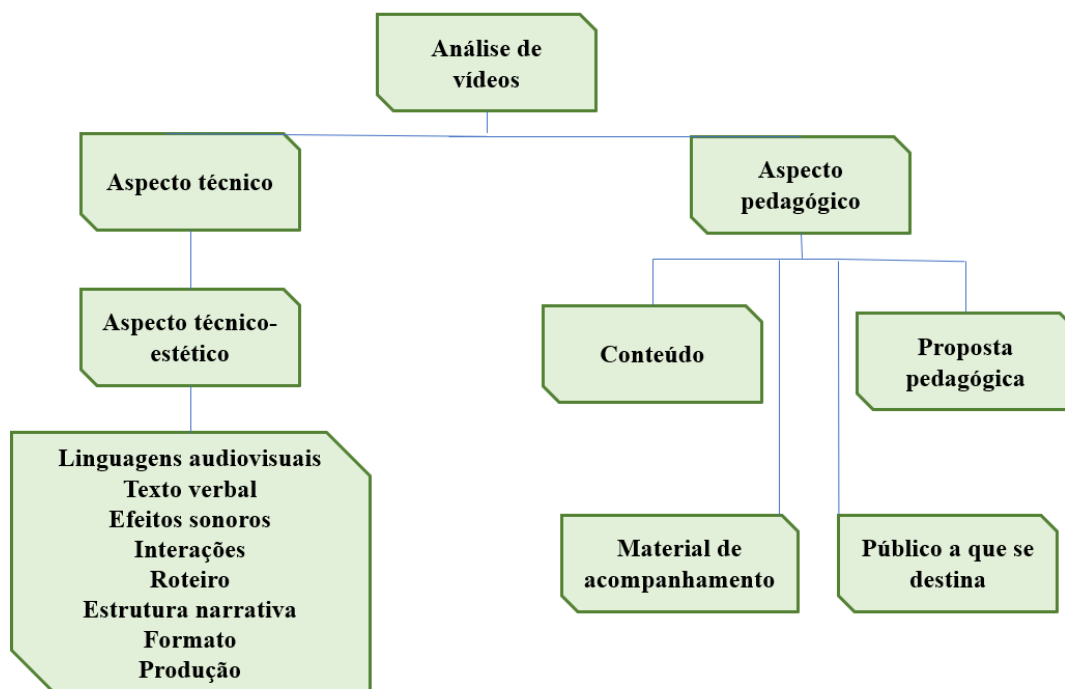 Análise de
vídeos
Aspecto técnico
Aspecto
pedagógico
Aspecto técnico-
estético
Conteúdo
Proposta
pedagógica
Linguagens audiovisuais
Texto verbal
Efeitos sonoros
Interações
Roteiro
Estrutura narrativa
Formato
Produção
Material de
acompanhamento
Público a que se
destina